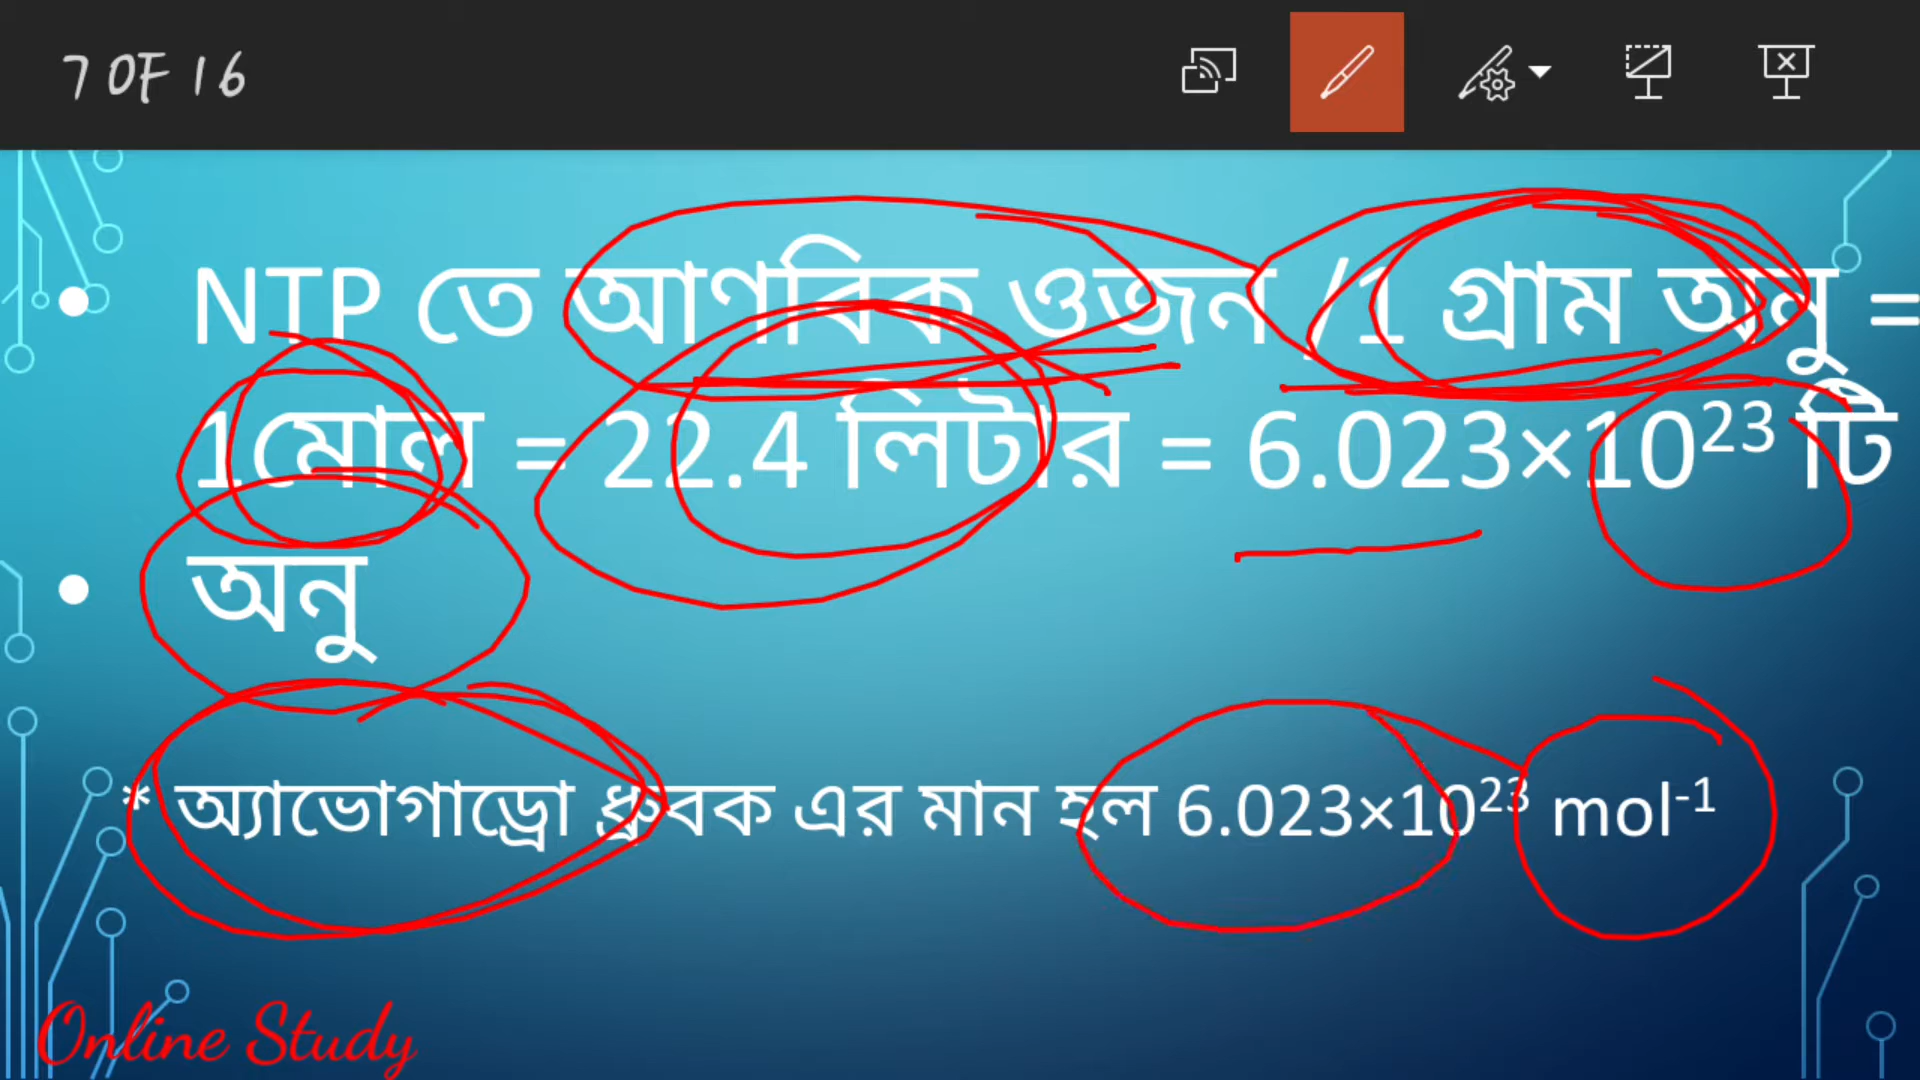 7 OF 16
NTP তে আণবিক ওজন /1 গ্রাম অনু =
1মোল = 22.4 লিটার = 6.023×10²³ টি
অনু
* অ্যাভোগাড্রো ধ্রুবক এর মান হল 6.023×10²³ mol⁻¹
Online Study